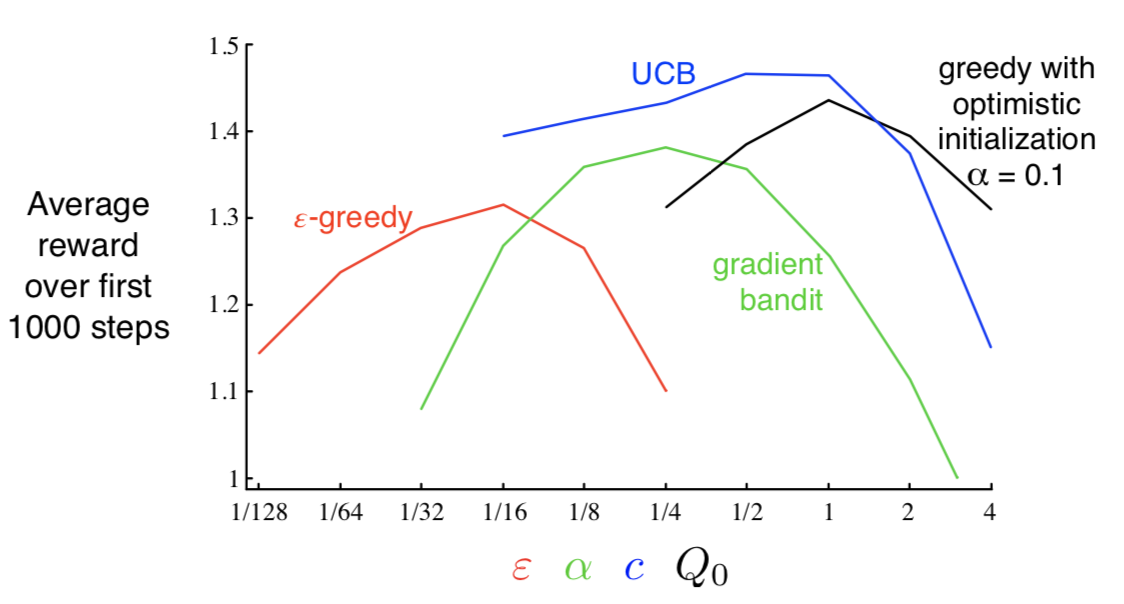 Average
reward
over first
1000 steps
1.5
1.4
1.3
1.2
1.1
1
ε-greedy
UCB
gradient
bandit
greedy with
optimistic
initialization
α = 0.1
1/128 1/64 1/32 1/16 1/8 1/4 1/2 1 2 4
ε α c Q₀